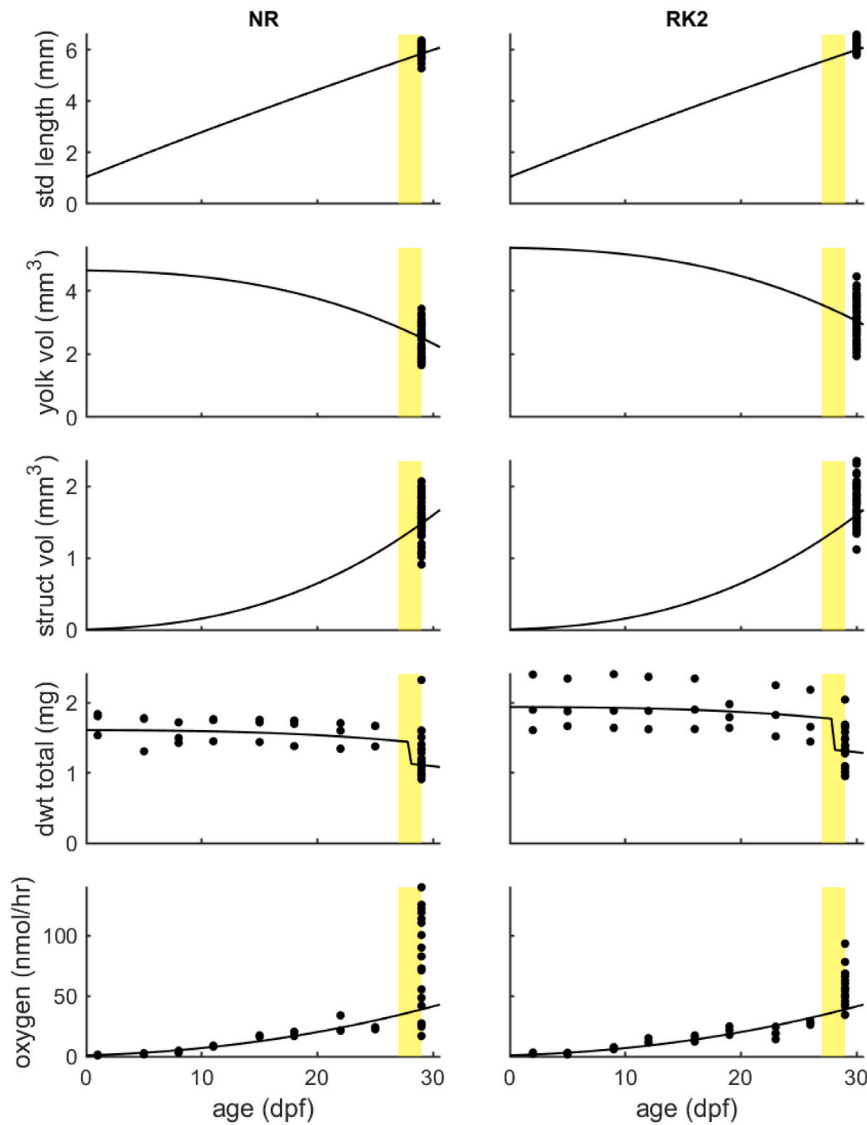 NR
RK2
std length (mm)
6
4
2
0
yolk vol (mm³)
4
2
0
struct vol (mm³)
2
1
0
dwt total (mg)
2
1
0
oxygen (nmol/hr)
100
50
0
0 10 20 30
0 10 20 30
age (dpf)
age (dpf)